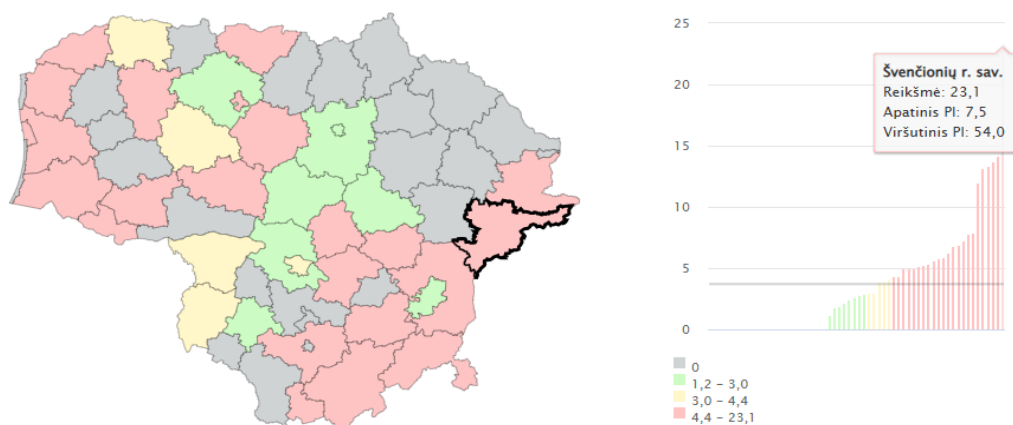 25
20
15
10
5
0
Švenčionių r. sav.
Reikšmė: 23,1
Apatinis PI: 7,5
Viršutinis PI: 54,0
0
1,2 – 3,0
3,0 – 4,4
4,4 – 23,1